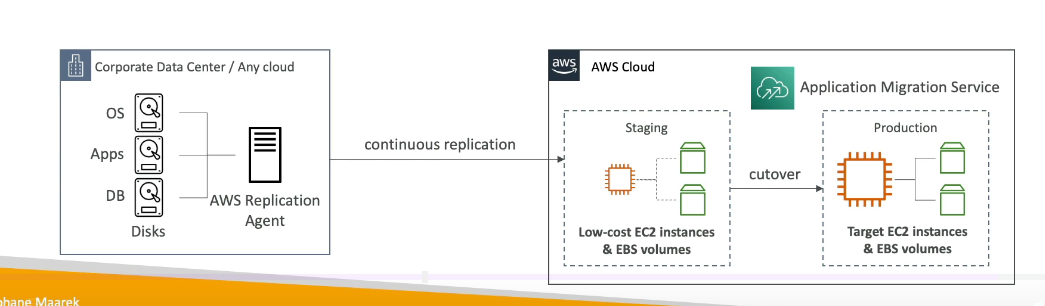 Corporate Data Center / Any cloud
OS
Apps
DB
Disks
AWS Replication
Agent
continuous replication
aws
AWS Cloud
Application Migration Service
Staging
Low-cost EC2 instances
& EBS volumes
cutover
Production
Target EC2 instances
& EBS volumes
Maarek